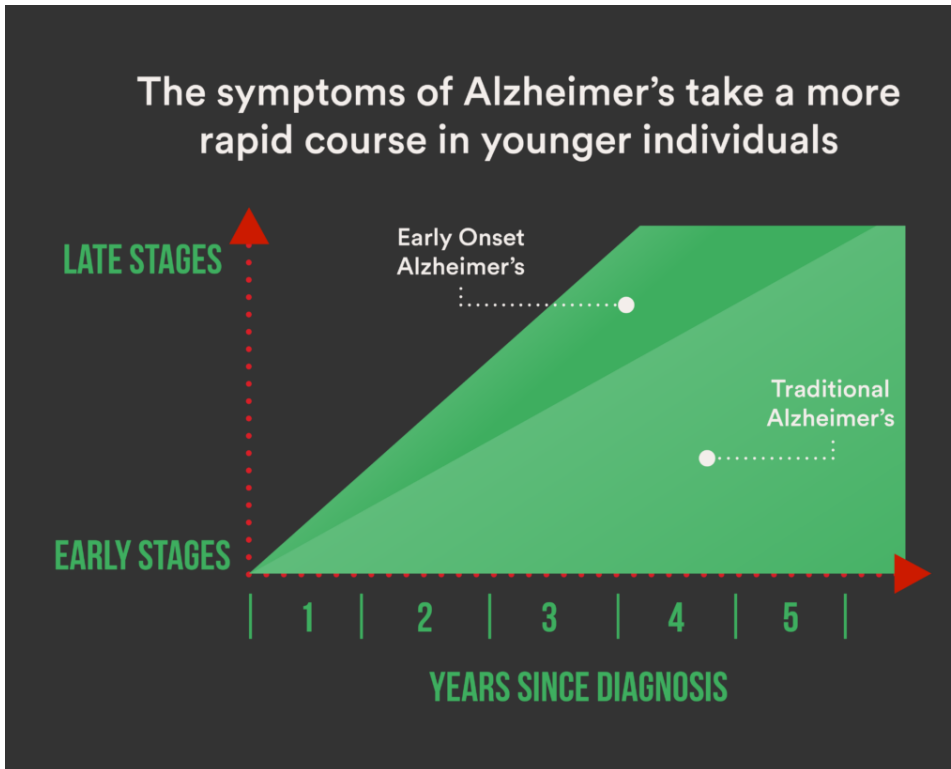 The symptoms of Alzheimer's take a more
rapid course in younger individuals
LATE STAGES
Early Onset
Alzheimer's
Traditional
Alzheimer's
EARLY STAGES
1 2 3 4 5
YEARS SINCE DIAGNOSIS